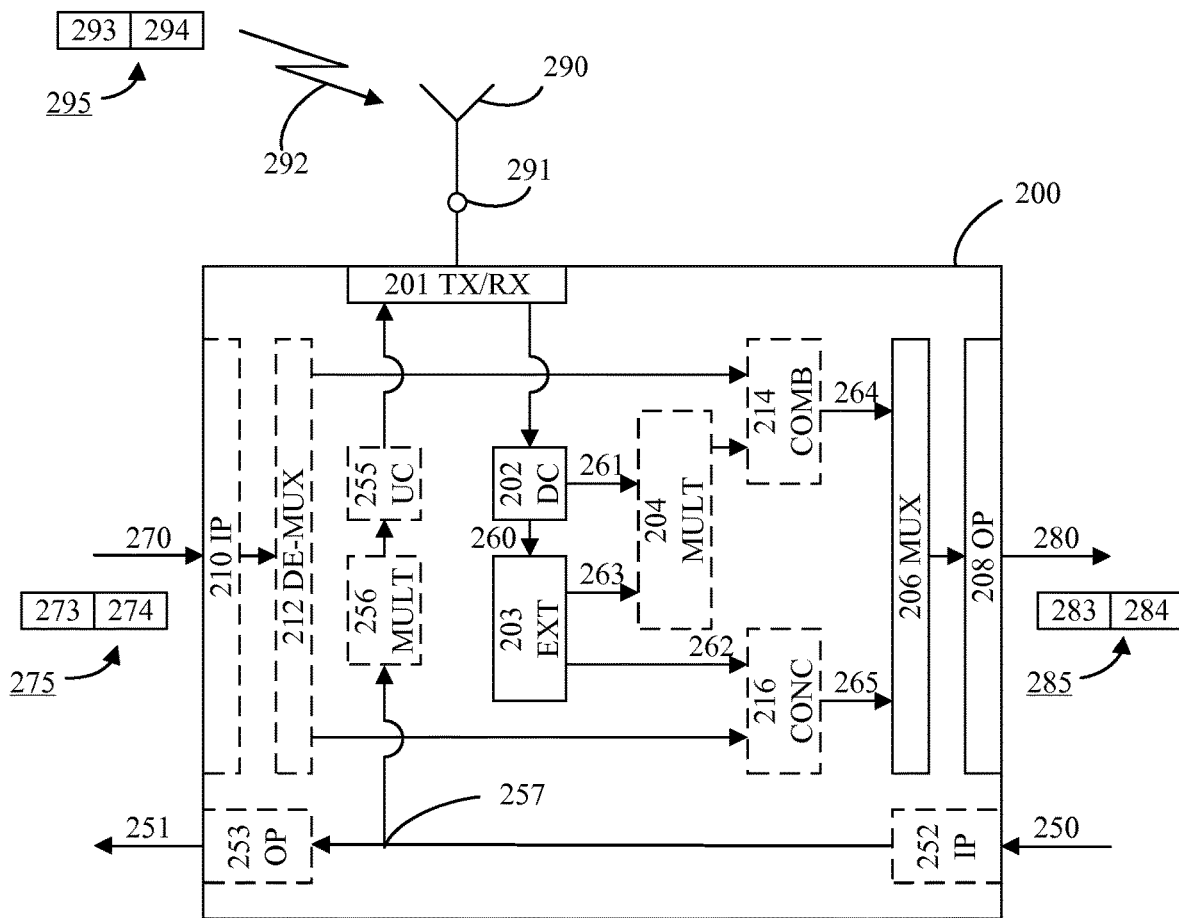 293 294
295
292
290
291
200
201 TX/RX
210 IP
212 DE-MUX
255 UC
256 MULT
202 DC
203 EXT
204 MULT
214 COMB
216 CONC
206 MUX
208 OP
261
260
263
262
264
265
270
273 274
275
280
283 284
285
257
251
253 OP
252 IP
250